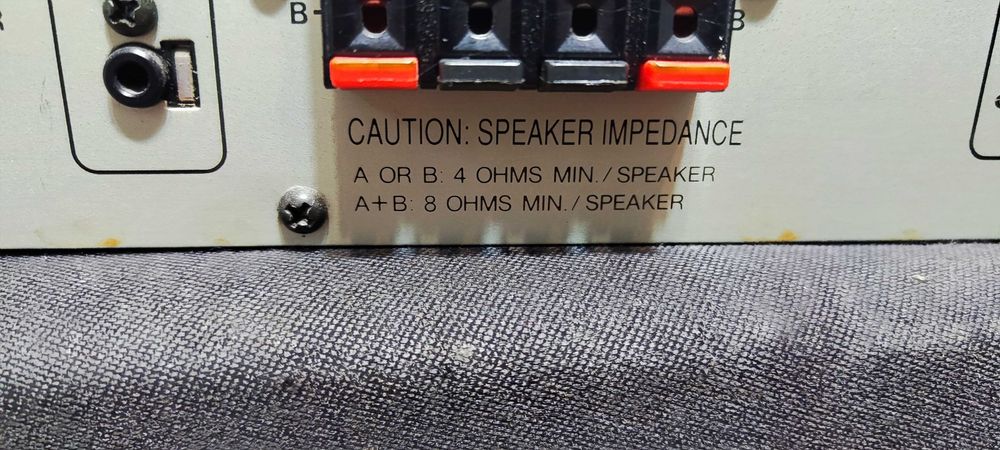 B-
B
CAUTION: SPEAKER IMPEDANCE
A OR B: 4 OHMS MIN./SPEAKER
A+B: 8 OHMS MIN./SPEAKER